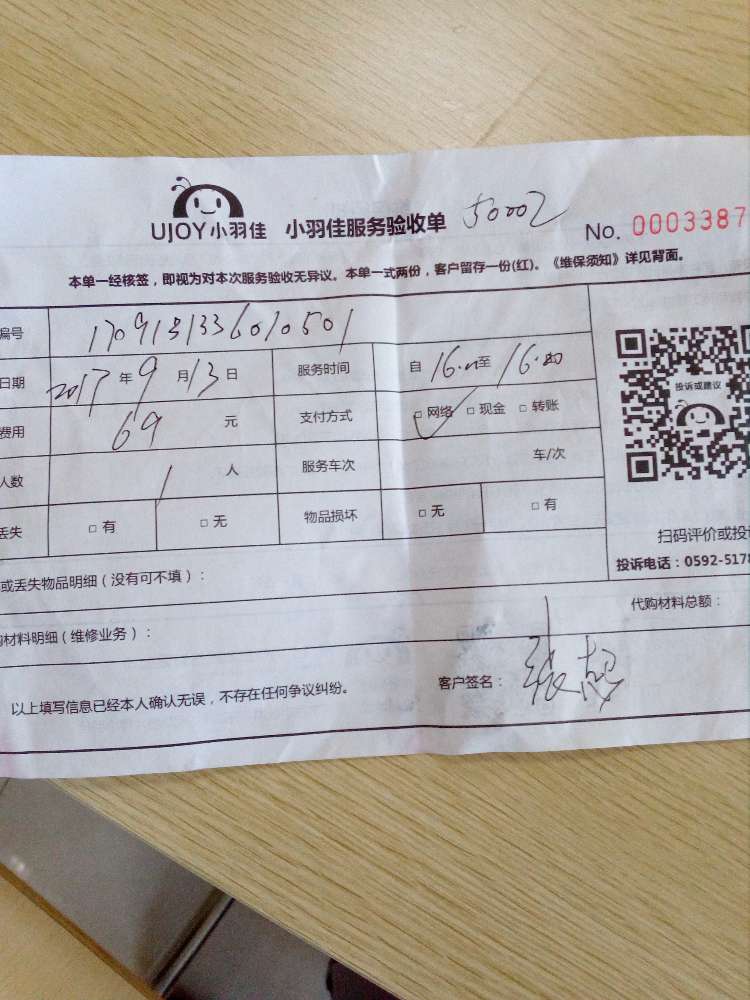 UJOY小羽佳 小羽佳服务验收单 50002 No. 0003387
本单一经核签，即视为对本次服务验收无异议。本单一式两份，客户留存一份(红)。《维保须知》详见背面。
编号 1709131336010501
日期 2017 年 9 月 13 日 服务时间 自 16.00 至 16.20
费用 69 元 支付方式 □ 网络 □ 现金 □ 转账
人数 1 人 服务车次 车/次
丢失 □ 有 □ 无 物品损坏 □ 无 □ 有
投诉或建议
扫码评价或投诉
投诉电话：0592-5178
或丢失物品明细（没有可不填）：
代购材料总额：
材料明细（维修业务）：
以上填写信息已经本人确认无误，不存在任何争议纠纷。 客户签名：